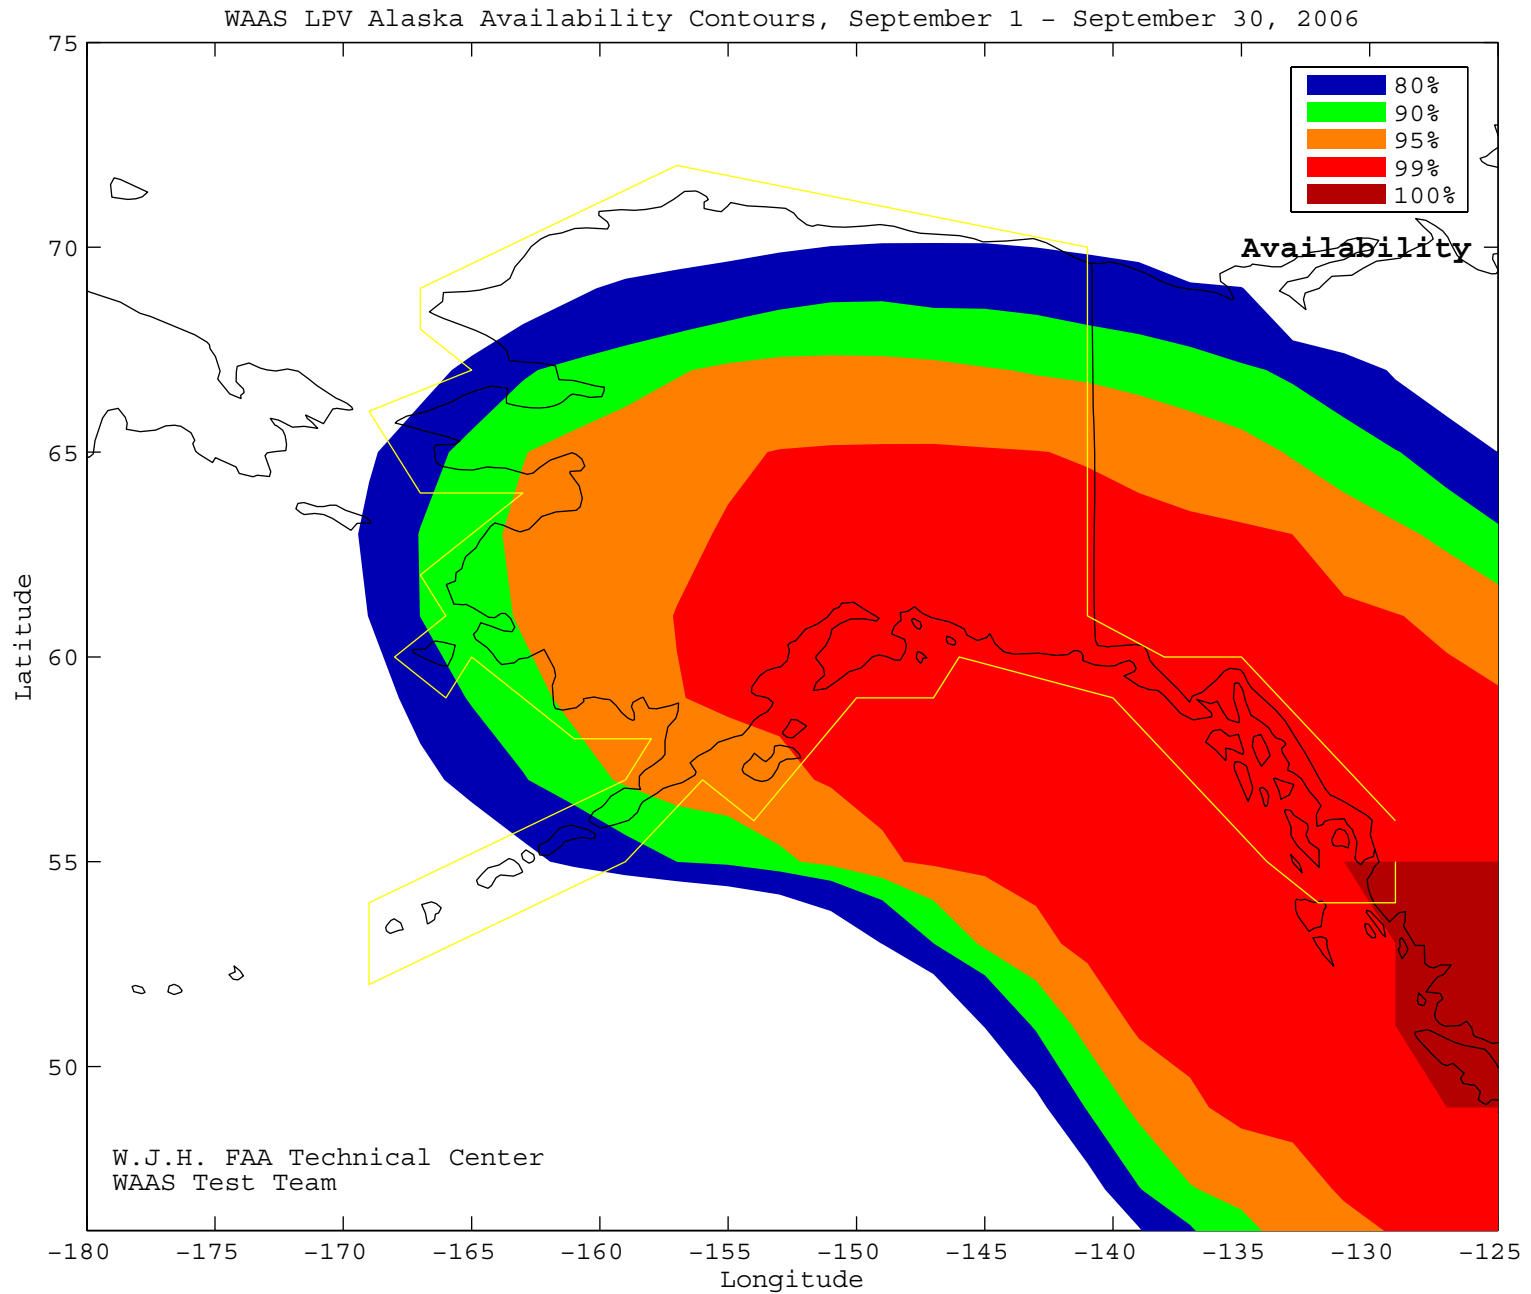 WAAS LPV Alaska Availability Contours, September 1 - September 30, 2006
75
70
65
60
55
50
Latitude
80%
90%
95%
99%
100%
Availability
W.J.H. FAA Technical Center
WAAS Test Team
-180 -175 -170 -165 -160 -155 -150 -145 -140 -135 -130 -125
Longitude